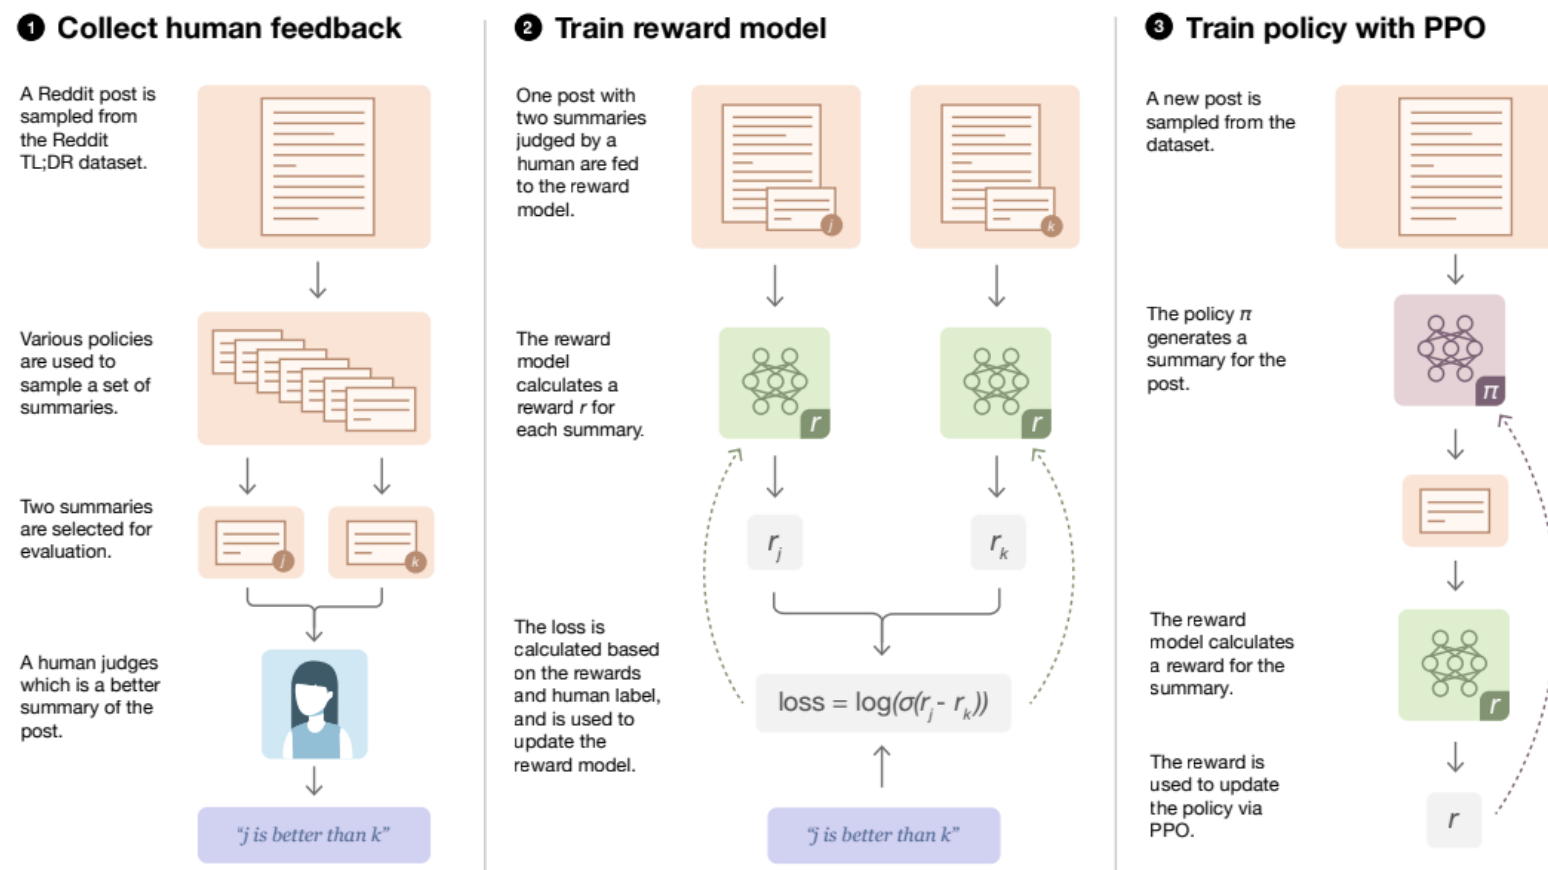 1 Collect human feedback
A Reddit post is
sampled from
the Reddit
TL;DR dataset.
Various policies
are used to
sample a set of
summaries.
Two summaries
are selected for
evaluation.
j
k
A human judges
which is a better
summary of the
post.
“j is better than k”
2 Train reward model
One post with
two summaries
judged by a
human are fed
to the reward
model.
j
k
The reward
model
calculates a
reward r for
each summary.
r
r
r_j
r_k
The loss is
calculated based
on the rewards
and human label,
and is used to
update the
reward model.
loss = log(σ(r_j - r_k))
“j is better than k”
3 Train policy with PPO
A new post is
sampled from the
dataset.
The policy π
generates a
summary for the
post.
π
The reward
model calculates
a reward for the
summary.
r
The reward is
used to update
the policy via
PPO.
r